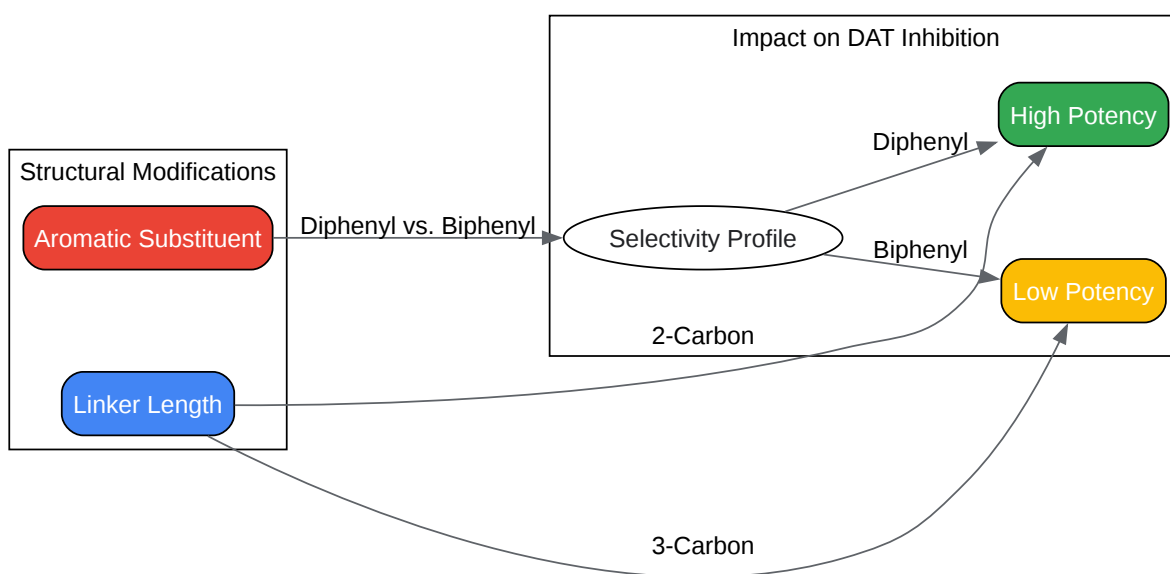 Impact on DAT Inhibition
High Potency
Diphenyl
Structural Modifications
Aromatic Substituent
Diphenyl vs. Biphenyl
Selectivity Profile
Biphenyl
Low Potency
2-Carbon
Linker Length
3-Carbon